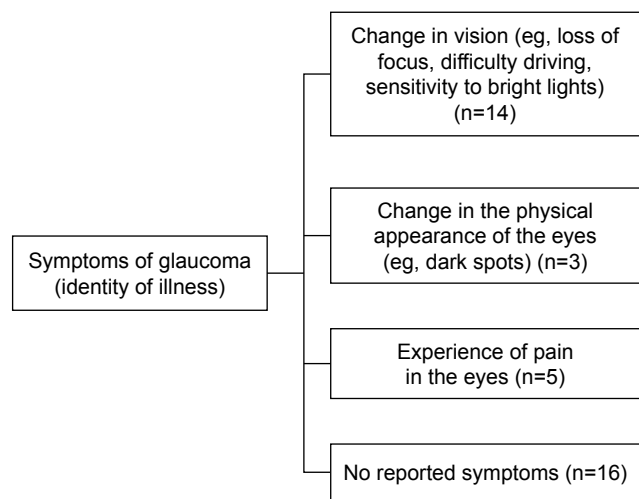 Change in vision (eg, loss of
focus, difficulty driving,
sensitivity to bright lights)
(n=14)
Change in the physical
appearance of the eyes
(eg, dark spots) (n=3)
Symptoms of glaucoma
(identity of illness)
Experience of pain
in the eyes (n=5)
No reported symptoms (n=16)